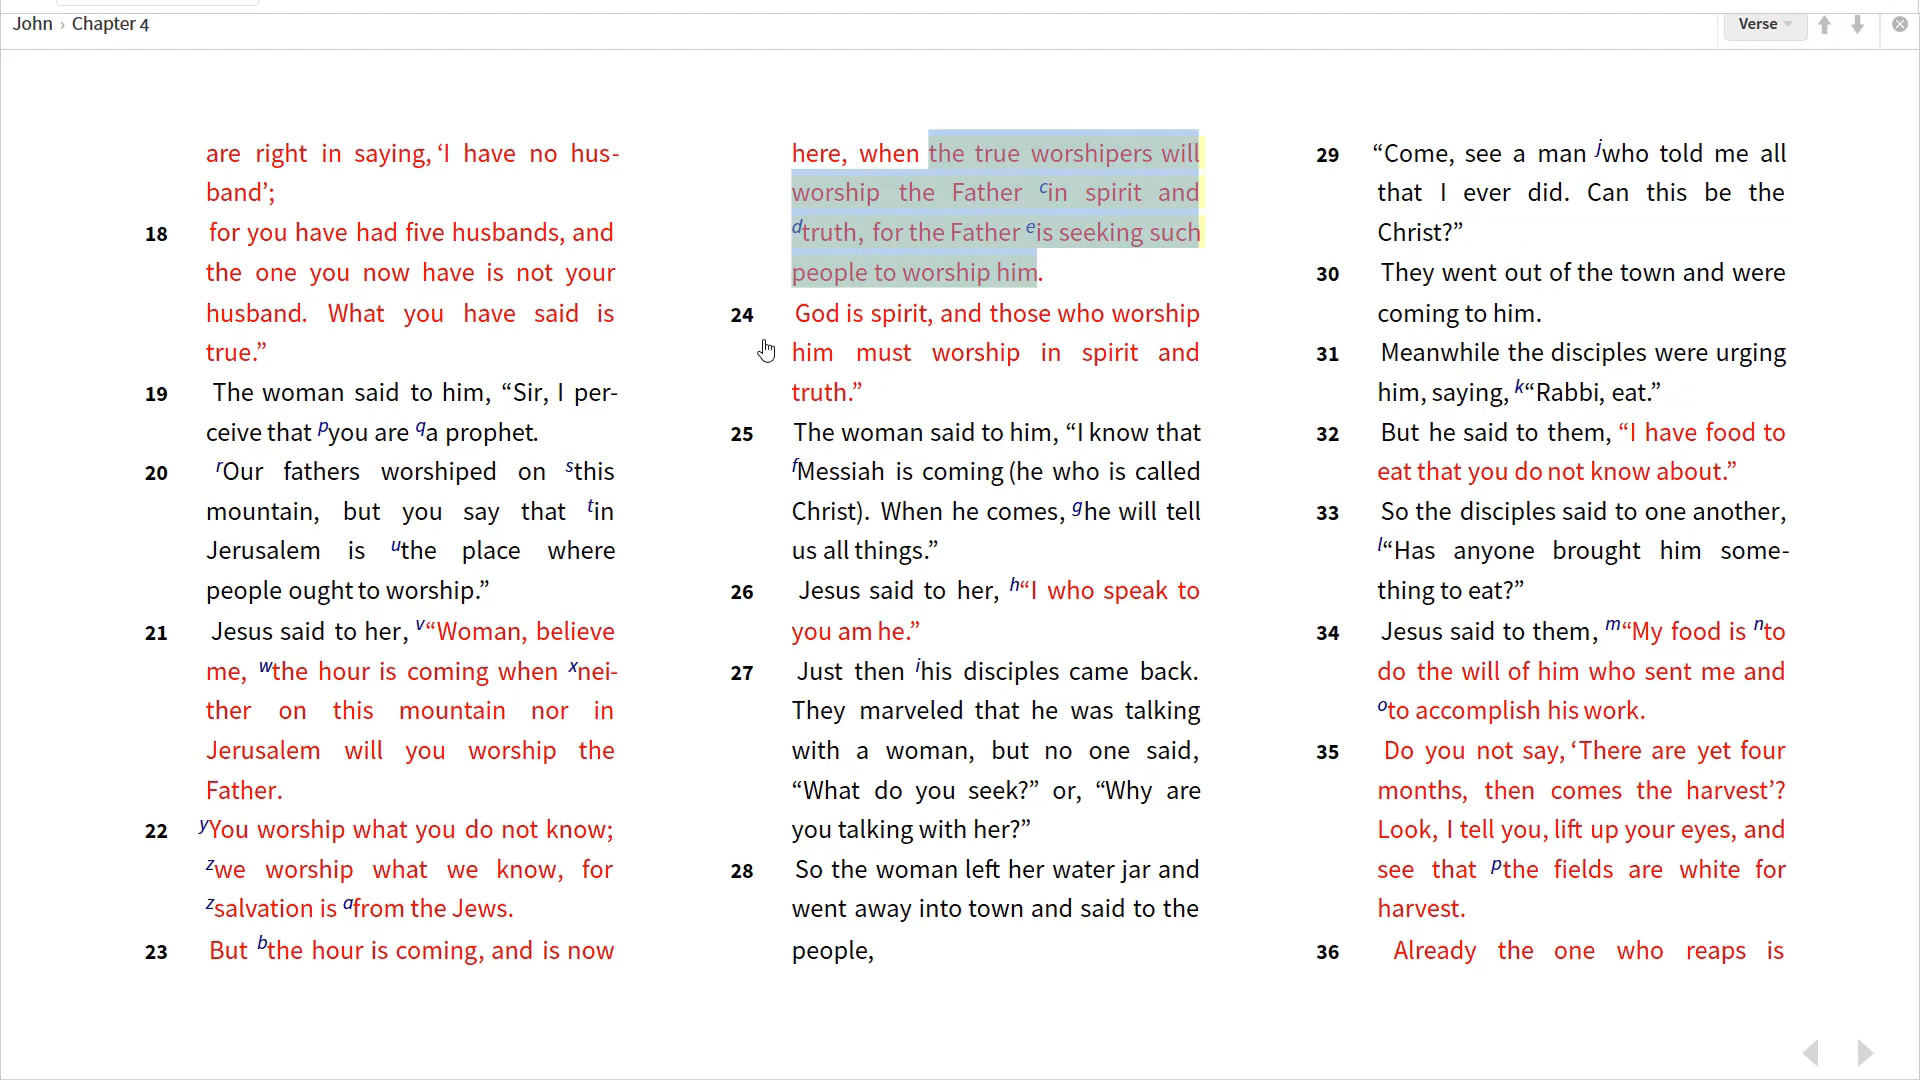 John › Chapter 4
Verse
are right in saying, ‘I have no hus-
band’;
18 for you have had five husbands, and
the one you now have is not your
husband. What you have said is
true.”
19 The woman said to him, “Sir, I per-
ceive that pyou are qa prophet.
20 rOur fathers worshiped on sthis
mountain, but you say that tin
Jerusalem is uthe place where
people ought to worship.”
21 Jesus said to her, v“Woman, believe
me, wthe hour is coming when xnei-
ther on this mountain nor in
Jerusalem will you worship the
Father.
22 yYou worship what you do not know;
zwe worship what we know, for
zsalvation is afrom the Jews.
23 But bthe hour is coming, and is now
here, when the true worshipers will
worship the Father cin spirit and
dtruth, for the Father eis seeking such
people to worship him.
24 God is spirit, and those who worship
him must worship in spirit and
truth.”
25 The woman said to him, “I know that
fMessiah is coming (he who is called
Christ). When he comes, ghe will tell
us all things.”
26 Jesus said to her, h“I who speak to
you am he.”
27 Just then ihis disciples came back.
They marveled that he was talking
with a woman, but no one said,
“What do you seek?” or, “Why are
you talking with her?”
28 So the woman left her water jar and
went away into town and said to the
people,
29 “Come, see a man jwho told me all
that I ever did. Can this be the
Christ?”
30 They went out of the town and were
coming to him.
31 Meanwhile the disciples were urging
him, saying, k“Rabbi, eat.”
32 But he said to them, “I have food to
eat that you do not know about.”
33 So the disciples said to one another,
l“Has anyone brought him some-
thing to eat?”
34 Jesus said to them, m“My food is nto
do the will of him who sent me and
oto accomplish his work.
35 Do you not say, ‘There are yet four
months, then comes the harvest’?
Look, I tell you, lift up your eyes, and
see that pthe fields are white for
harvest.
36 Already the one who reaps is